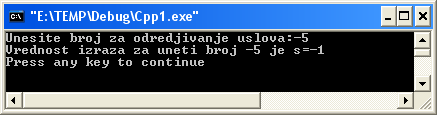 "E:\TEMP\Debug\Cpp1.exe"
Unesite broj za odredjivanje uslova:-5
Vrednost izraza za uneti broj -5 je s=-1
Press any key to continue